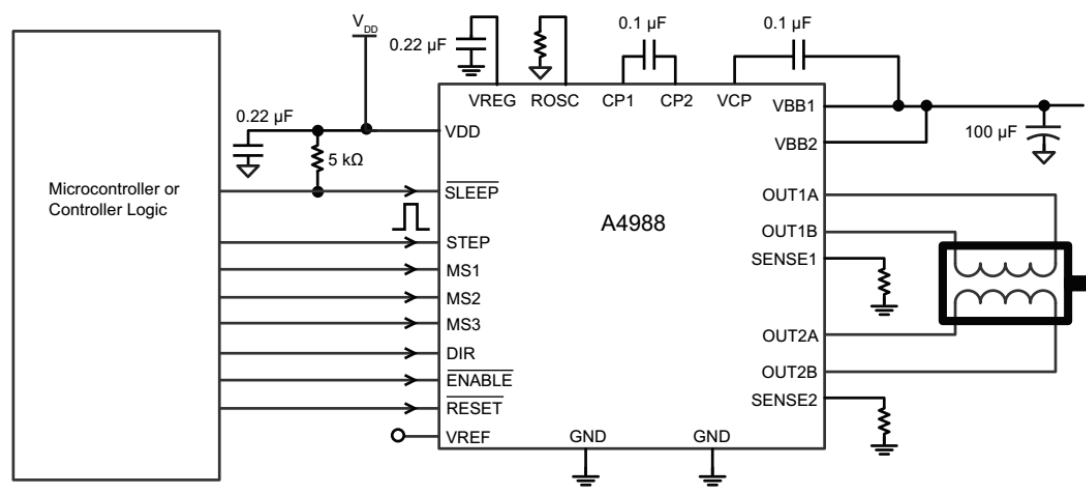 V_DD
0.22 µF
0.1 µF
0.1 µF
VREG
ROSC
CP1
CP2
VCP
VBB1
0.22 µF
VDD
5 kΩ
VBB2
100 µF
Microcontroller or
Controller Logic
SLEEP
OUT1A
A4988
OUT1B
STEP
SENSE1
MS1
MS2
MS3
OUT2A
DIR
OUT2B
ENABLE
SENSE2
RESET
VREF
GND
GND